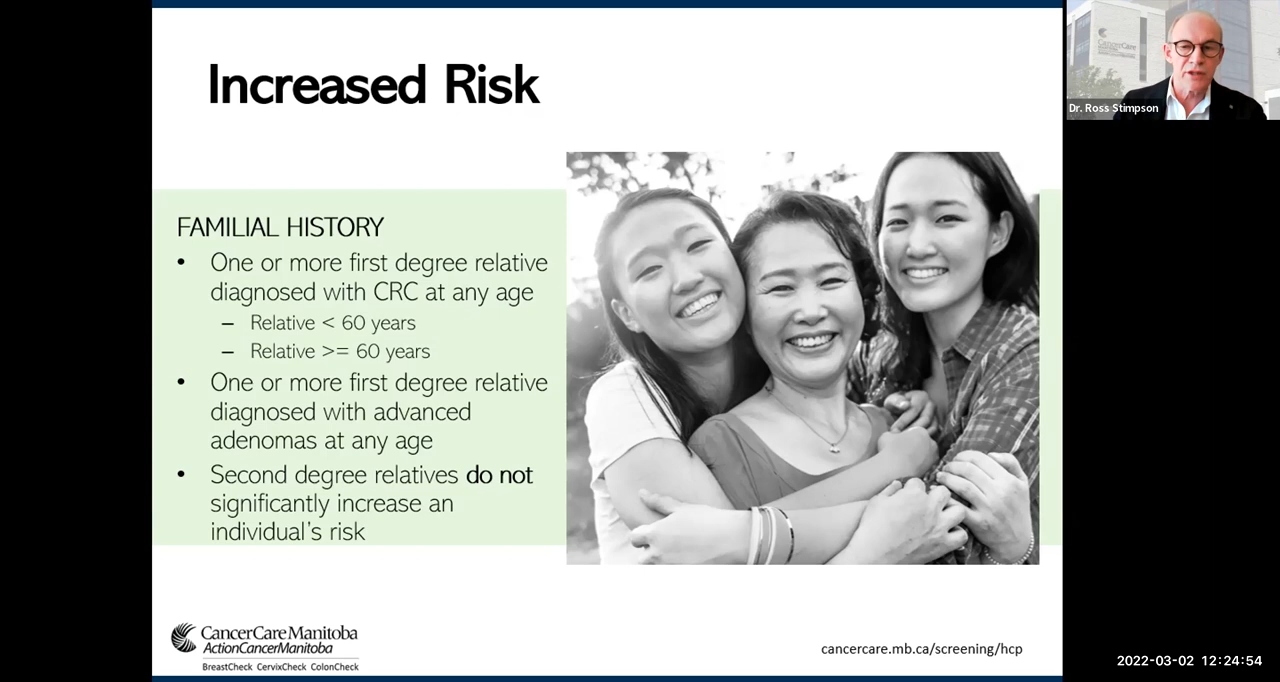 Increased Risk
FAMILIAL HISTORY
• One or more first degree relative
diagnosed with CRC at any age
– Relative < 60 years
– Relative >= 60 years
• One or more first degree relative
diagnosed with advanced
adenomas at any age
• Second degree relatives do not
significantly increase an
individual's risk
CancerCare Manitoba
ActionCancerManitoba
BreastCheck CervixCheck ColonCheck
cancercare.mb.ca/screening/hcp
CancerCare
Dr. Ross Stimpson
2022-03-02 12:24:54